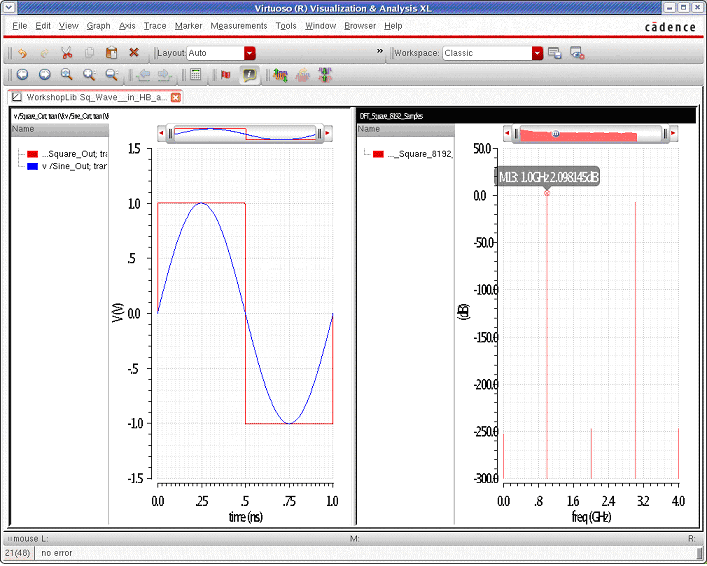 Virtuoso (R) Visualization & Analysis XL
File Edit View Graph Axis Trace Marker Measurements Tools Window Browser Help
cādence
Layout: Auto
» Workspace: Classic
WorkshopLib Sq_Wave__in_HB_a...
DFT_Square_8192_Samples
Name
...Square_Out; tra
v /Sine_Out; tran
1.5
1.0
.5
0.0
-.5
-1.0
-1.5
V (V)
0.0 .25 .5 .75 1.0
time (ns)
Name
..._Square_8192_
M13: 1.0GHz 2.098145dB
50.0
0.0
-50.0
-100.0
-150.0
-200.0
-250.0
-300.0
(dB)
0.0 .8 1.6 2.4 3.2 4.0
freq (GHz)
mouse L: M: R:
21(48) no error